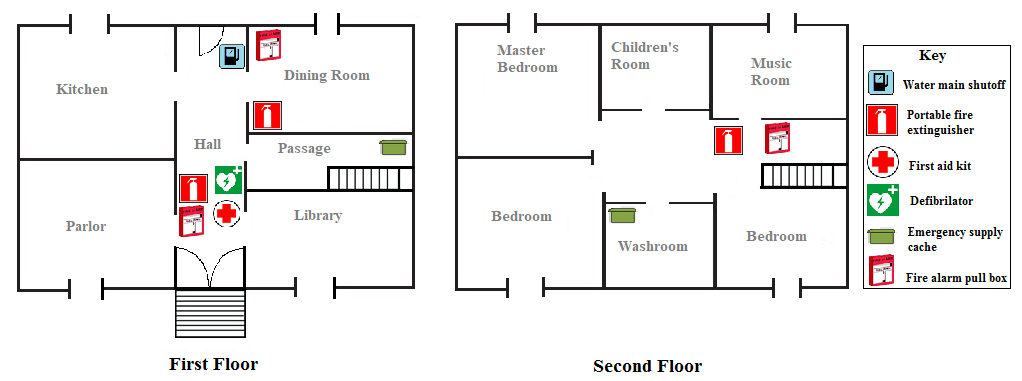 Kitchen
Dining Room
Hall
Passage
Parlor
Library
First Floor
Master
Bedroom
Children's
Room
Music
Room
Bedroom
Washroom
Bedroom
Second Floor
Key
Water main shutoff
Portable fire
extinguisher
First aid kit
Defibrilator
Emergency supply
cache
Fire alarm pull box